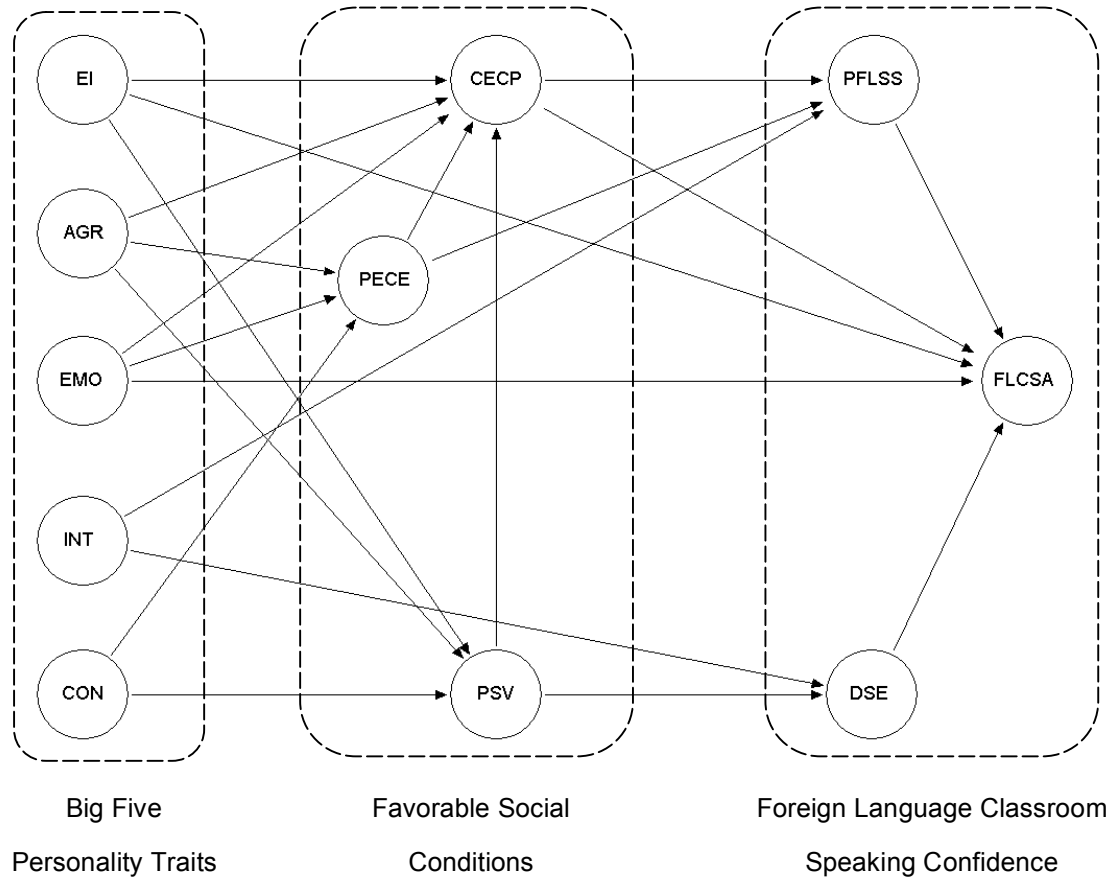 EI
CECP
PFLSS
AGR
PECE
EMO
FLCSA
INT
CON
PSV
DSE
Big Five
Personality Traits
Favorable Social
Conditions
Foreign Language Classroom
Speaking Confidence